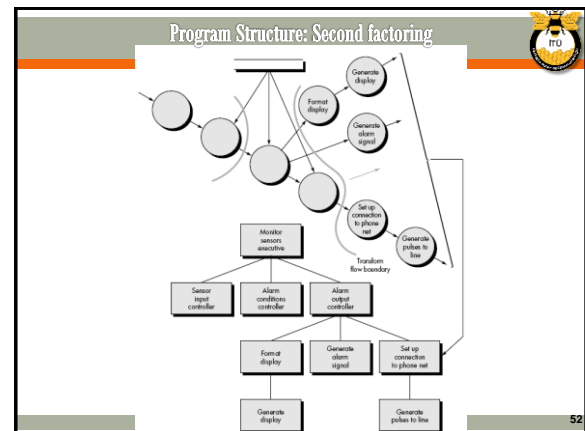 Program Structure: Second factoring
İTÜ
Generate
display
Format
display
Generate
alarm
signal
Set up
connection
to phone
net
Generate
pulses to
line
Transform
flow boundary
Monitor
sensors
executive
Sensor
input
controller
Alarm
conditions
controller
Alarm
output
controller
Format
display
Generate
alarm
signal
Set up
connection
to phone net
Generate
display
Generate
pulses to line
52